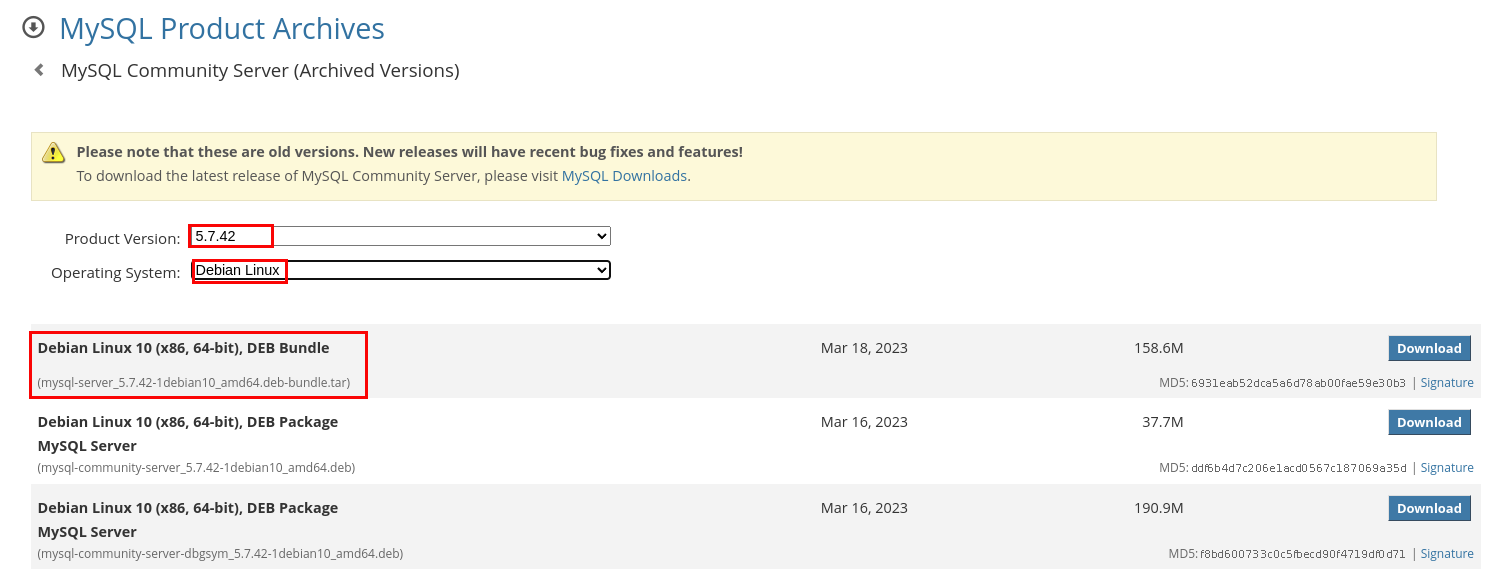 MySQL Product Archives
MySQL Community Server (Archived Versions)
Please note that these are old versions. New releases will have recent bug fixes and features!
To download the latest release of MySQL Community Server, please visit MySQL Downloads.
Product Version: 5.7.42
Operating System: Debian Linux
Debian Linux 10 (x86, 64-bit), DEB Bundle Mar 18, 2023 158.6M Download
(mysql-server_5.7.42-1debian10_amd64.deb-bundle.tar) MD5: 6931eab52dca5a6d78ab00fae59e30b3 | Signature
Debian Linux 10 (x86, 64-bit), DEB Package Mar 16, 2023 37.7M Download
MySQL Server
(mysql-community-server_5.7.42-1debian10_amd64.deb) MD5: ddf6b4d7c206e1acd0567c187069a35d | Signature
Debian Linux 10 (x86, 64-bit), DEB Package Mar 16, 2023 190.9M Download
MySQL Server
(mysql-community-server-dbgsym_5.7.42-1debian10_amd64.deb) MD5: f8bd600733c0c5fbecd90f4719df0d71 | Signature